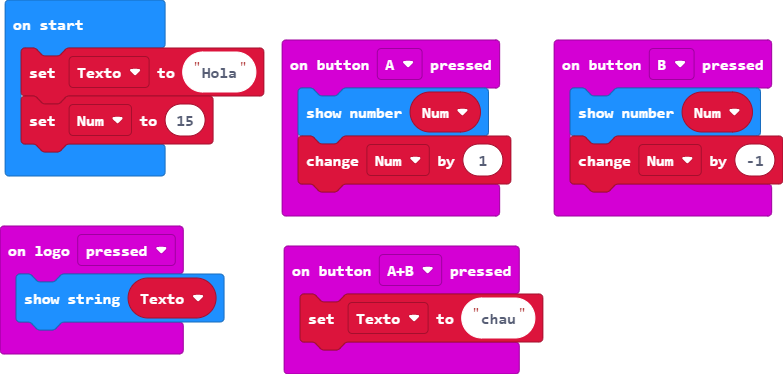 on start
set Texto to "Hola"
set Num to 15
on button A pressed
show number Num
change Num by 1
on button B pressed
show number Num
change Num by -1
on logo pressed
show string Texto
on button A+B pressed
set Texto to "chau"